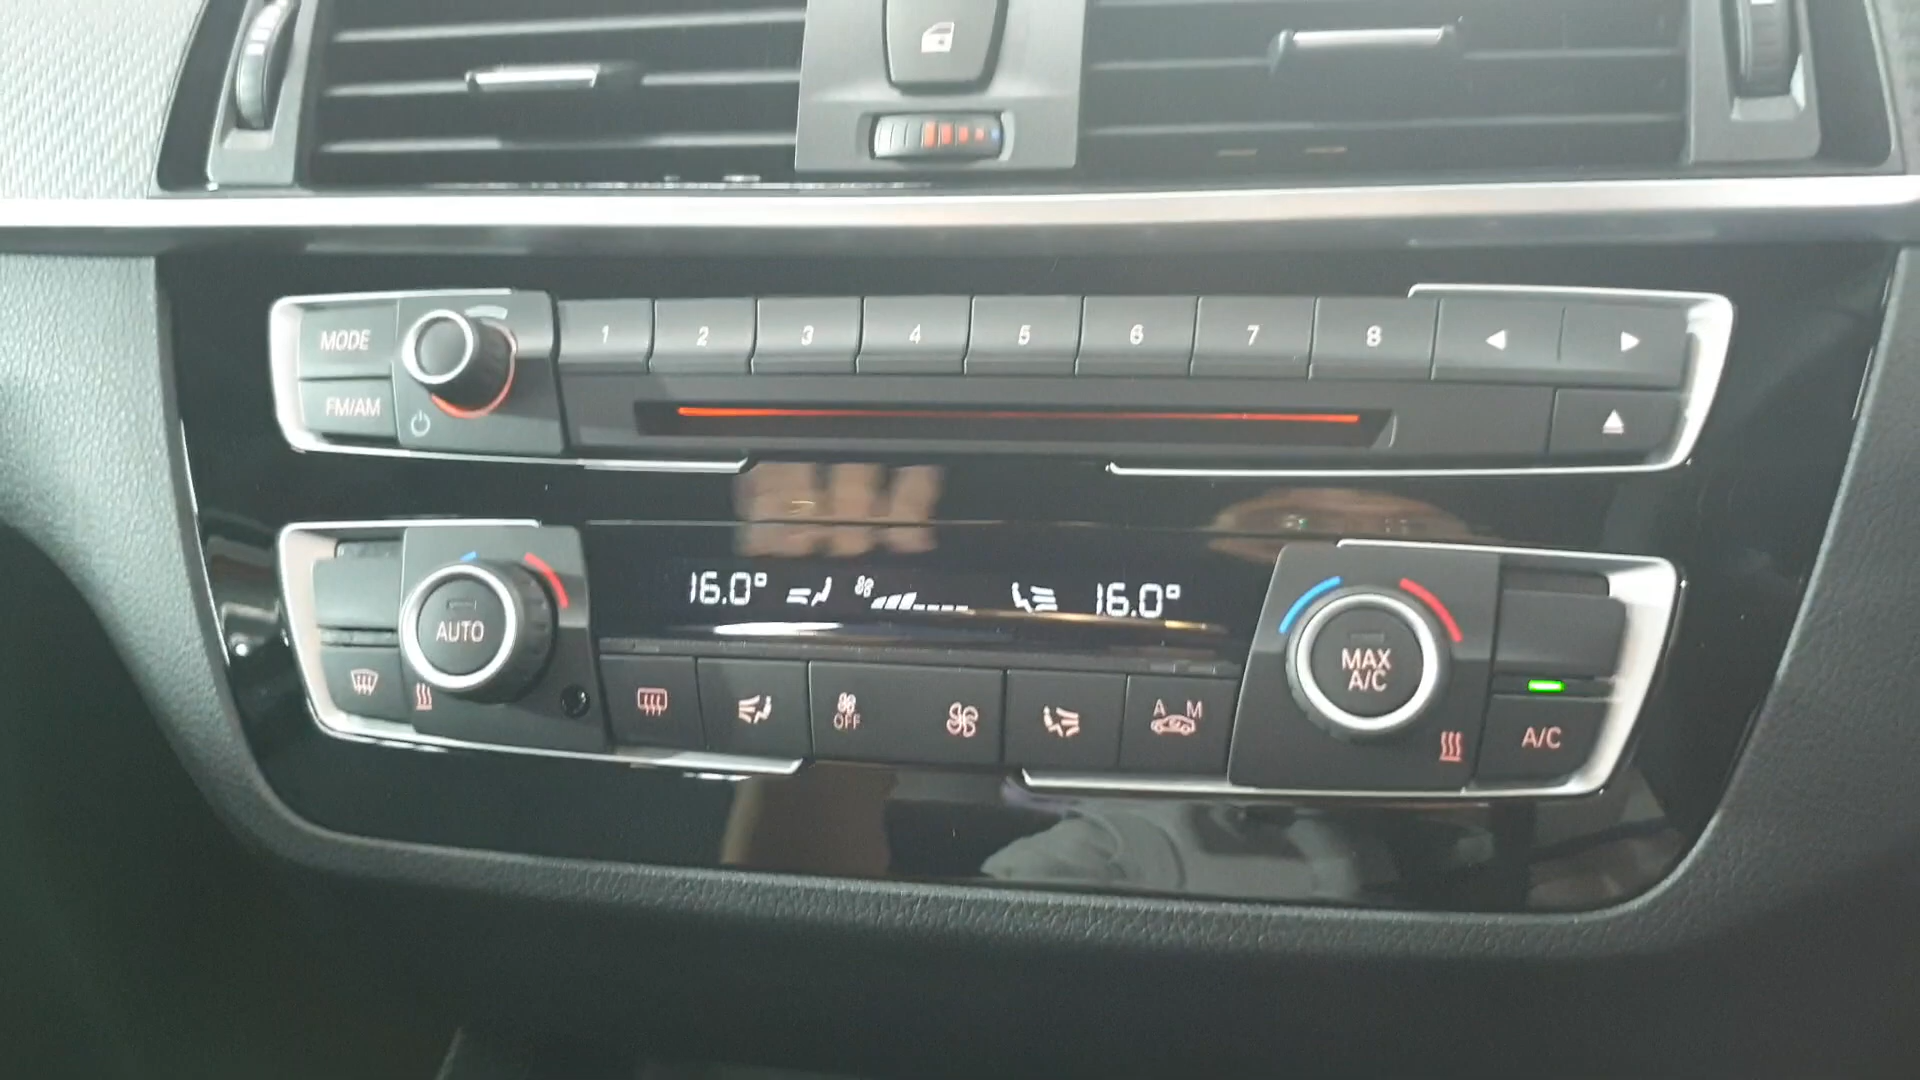 MODE
1 2 3 4 5 6 7 8
FM/AM
16.0° 16.0°
AUTO
MAX
A/C
OFF
A M
A/C